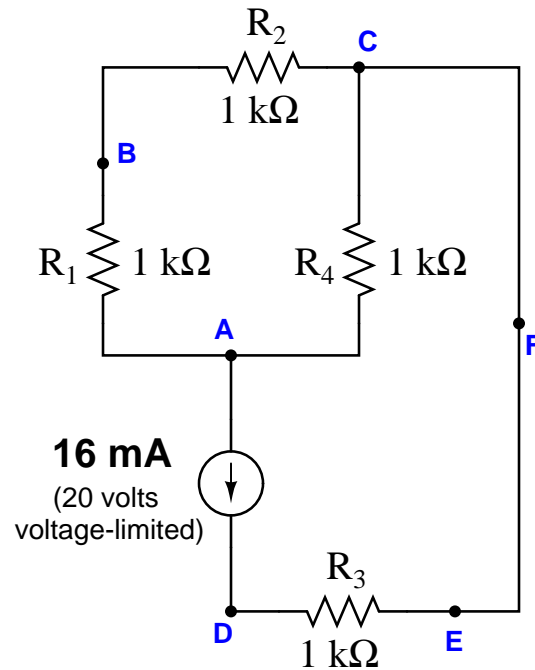 R2
C
1 kΩ
B
R1
1 kΩ
R4
1 kΩ
A
F
16 mA
(20 volts
voltage-limited)
R3
D
E
1 kΩ